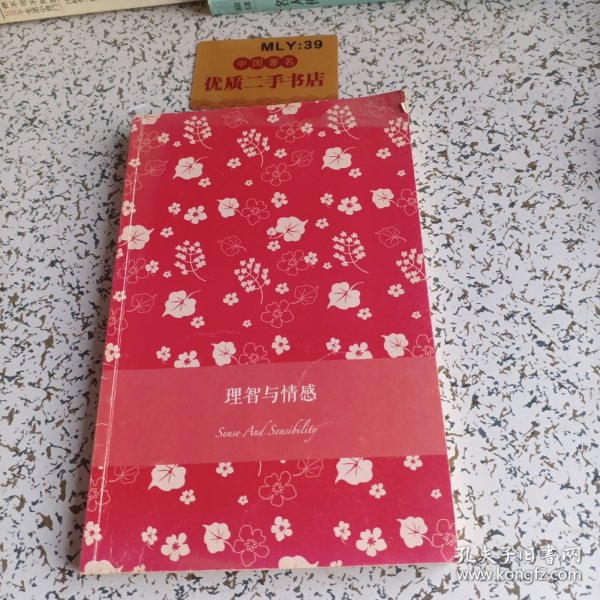 MLY:39
中国著名
优质二手书店
理智与情感
Sense And Sensibility
孔夫子旧书网
www.kongfz.com